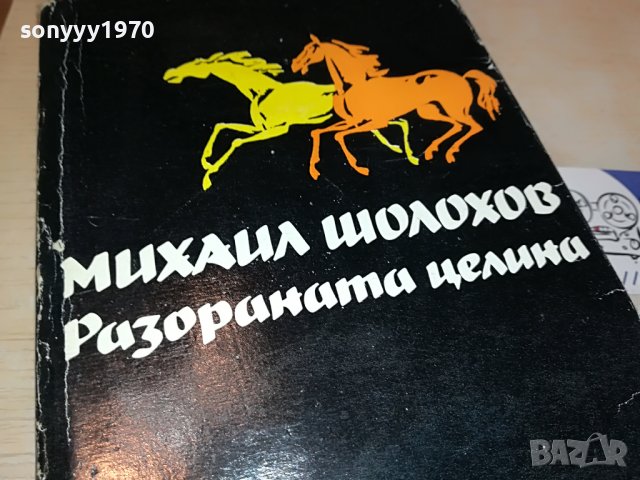 sonyyy1970
МИХАИЛ ШОЛОХОВ
Разораната целина
BAZAR